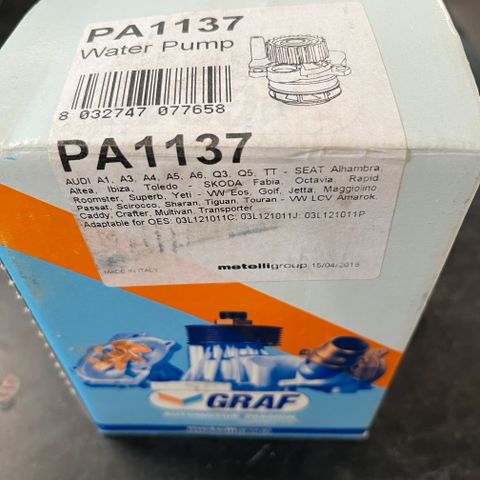 PA1137
Water Pump
8 032747 077658
PA1137
AUDI A1, A3, A4, A5, A6, Q3, Q5, TT - SEAT Alhambra
Altea, Ibiza, Toledo - SKODA Fabia, Octavia, Rapid
Roomster, Superb, Yeti - VW Eos, Golf, Jetta, Maggiolino
Passat, Scirocco, Sharan, Tiguan, Touran - VW LCV Amarok,
Caddy, Crafter, Multivan, Transporter
-Adaptable for OES: 03L121011C; 03L121011J; 03L121011P
MADE IN ITALY
metelligroup 15/04/2018
GRAF
metelligroup